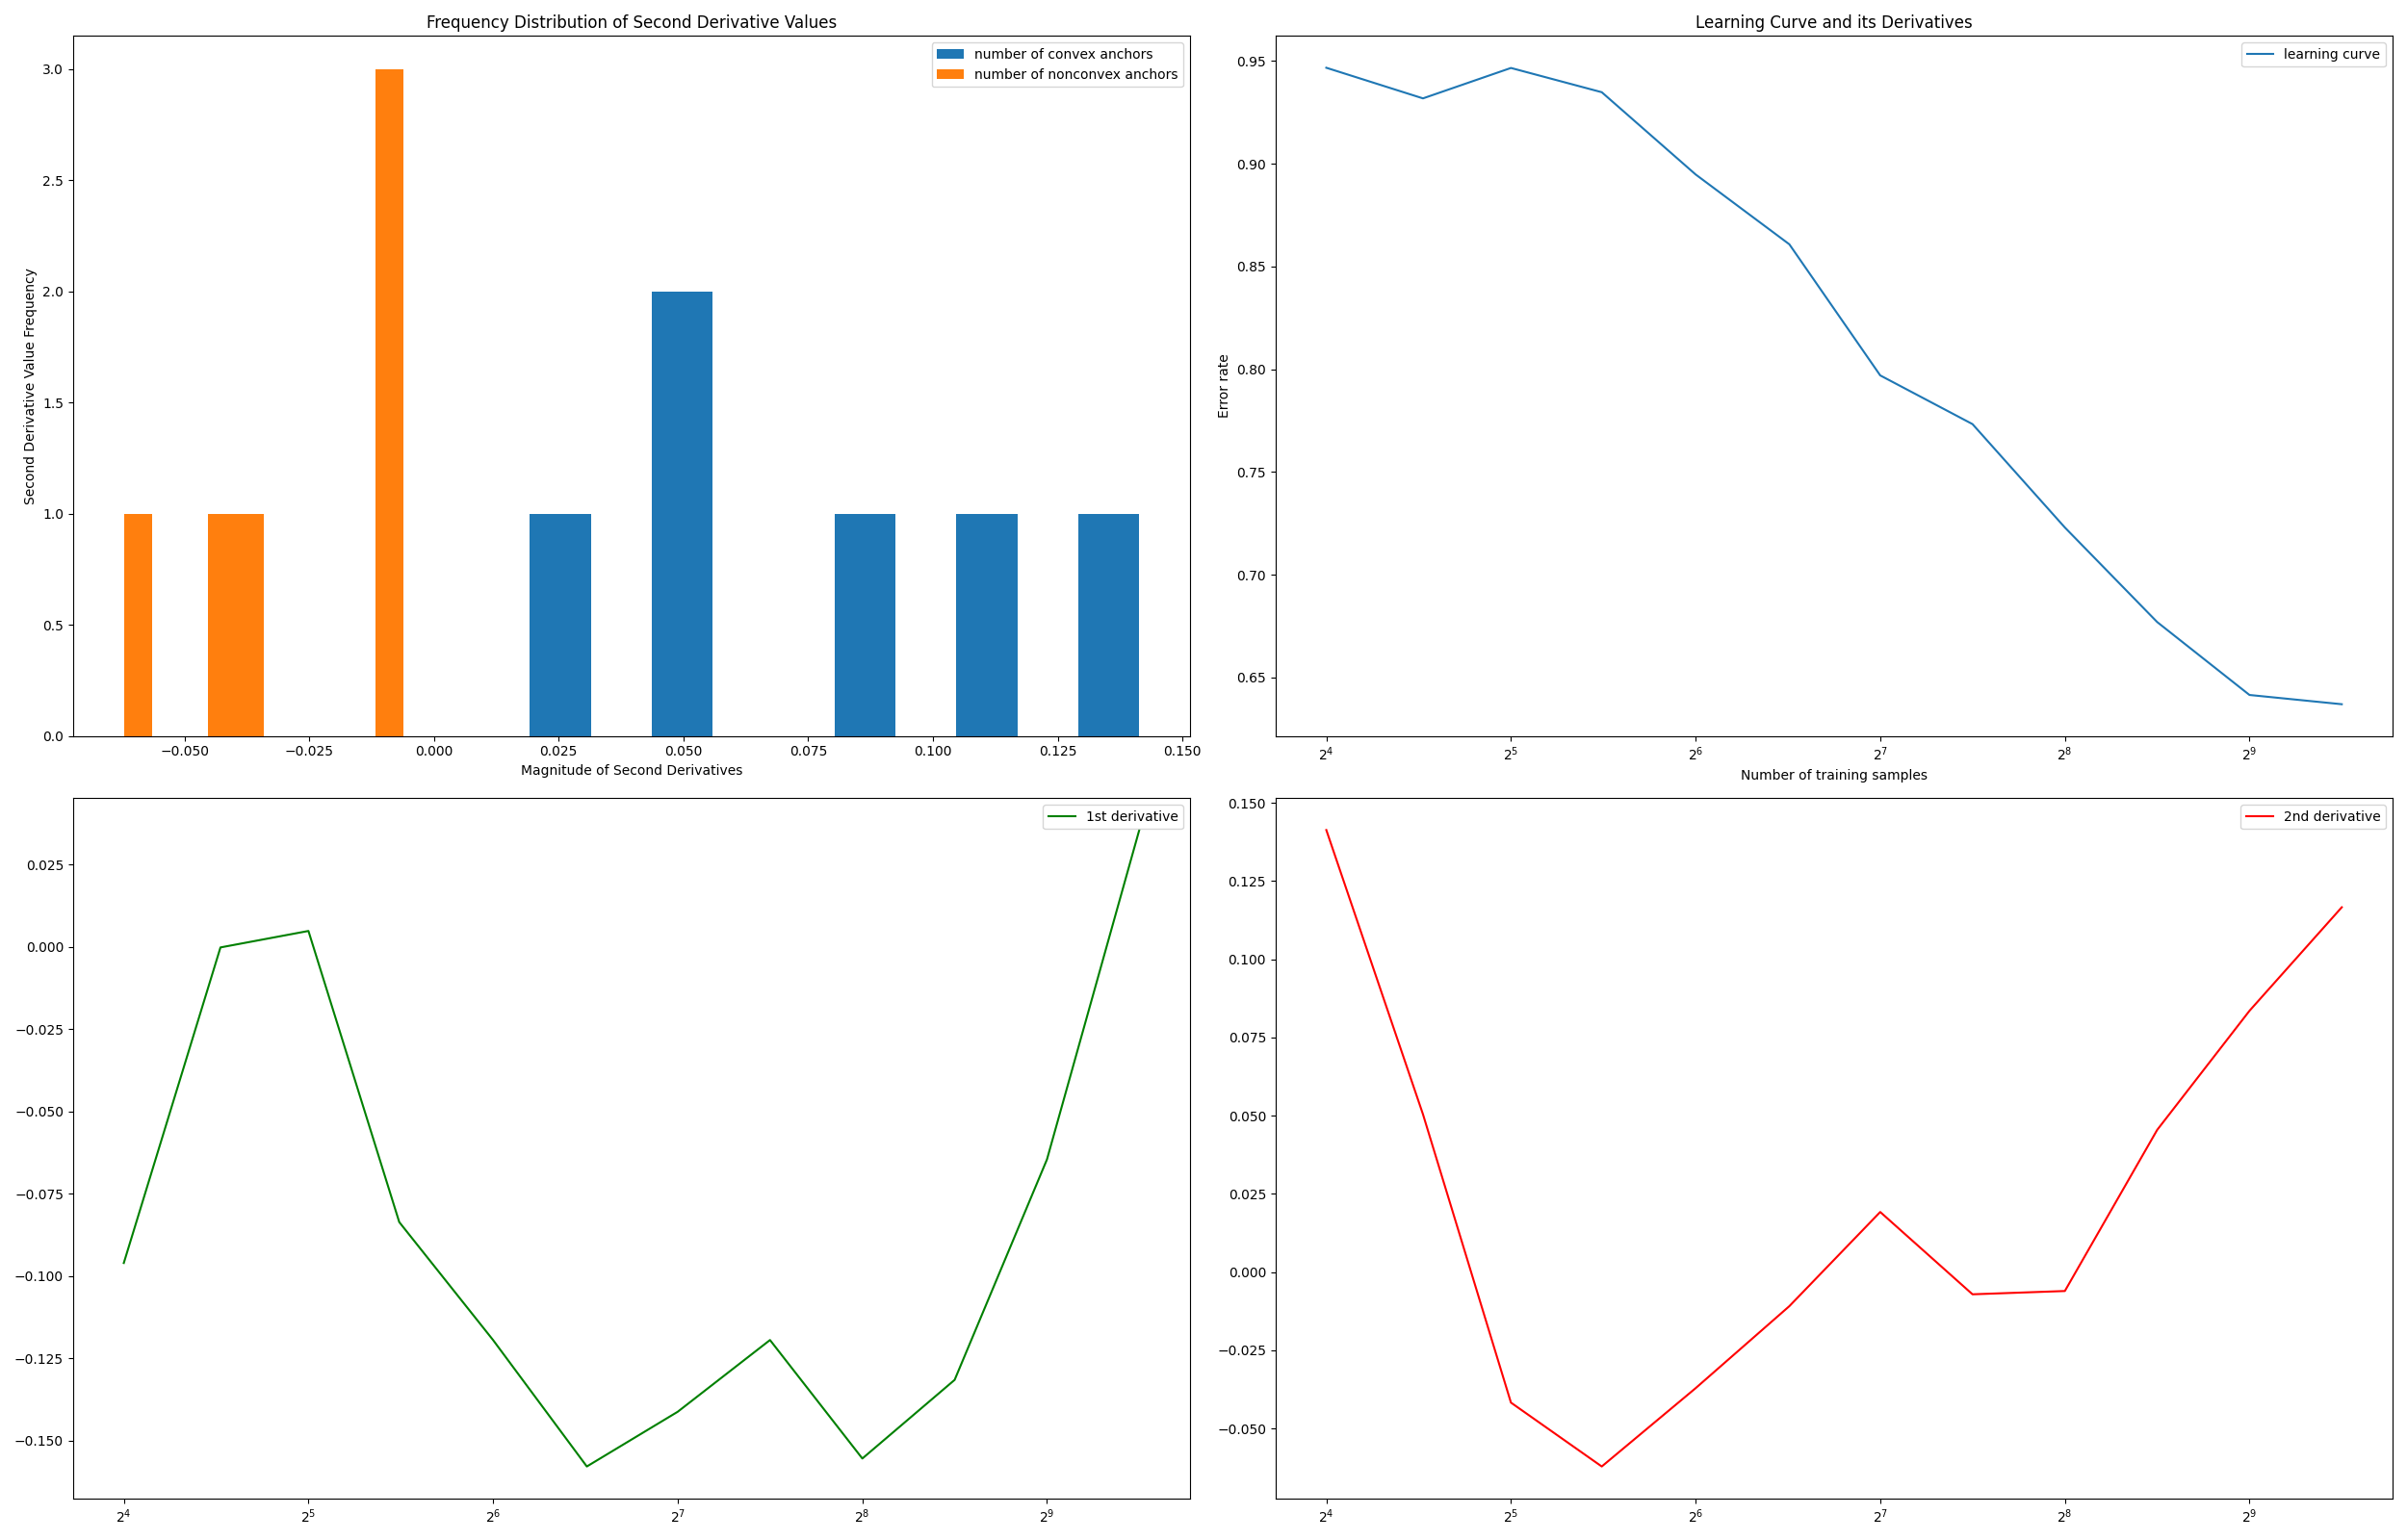 Frequency Distribution of Second Derivative Values
number of convex anchors
number of nonconvex anchors
3.0
2.5
2.0
1.5
1.0
0.5
0.0
Second Derivative Value Frequency
−0.050 −0.025 0.000 0.025 0.050 0.075 0.100 0.125 0.150
Magnitude of Second Derivatives
Learning Curve and its Derivatives
learning curve
0.95
0.90
0.85
0.80
0.75
0.70
0.65
Error rate
2⁴ 2⁵ 2⁶ 2⁷ 2⁸ 2⁹
Number of training samples
1st derivative
0.025
0.000
−0.025
−0.050
−0.075
−0.100
−0.125
−0.150
2⁴ 2⁵ 2⁶ 2⁷ 2⁸ 2⁹
2nd derivative
0.150
0.125
0.100
0.075
0.050
0.025
0.000
−0.025
−0.050
2⁴ 2⁵ 2⁶ 2⁷ 2⁸ 2⁹